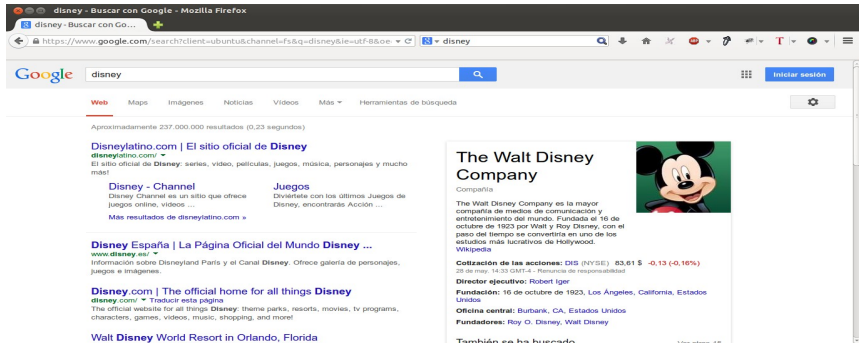 disney - Buscar con Google - Mozilla Firefox
disney - Buscar con Go...
https://www.google.com/search?client=ubuntu&channel=fs&q=disney&ie=utf-8&oe-
disney
Google
disney
Iniciar sesión
Web Maps Imágenes Noticias Vídeos Más Herramientas de búsqueda
Aproximadamente 237.000.000 resultados (0,23 segundos)
Disneylatino.com | El sitio oficial de Disney
disneylatino.com/
El sitio oficial de Disney: series, video, películas, juegos, música, personajes y mucho
más!
Disney - Channel
Disney Channel es un sitio que ofrece
juegos online, vídeos ...
Juegos
Diviértete con los últimos Juegos de
Disney, encontrarás Acción ...
Más resultados de disneylatino.com »
Disney España | La Página Oficial del Mundo Disney ...
www.disney.es/
Información sobre Disneyland París y el Canal Disney. Ofrece galería de personajes,
juegos e imágenes.
Disney.com | The official home for all things Disney
disney.com/ Traducir esta página
The official website for all things Disney: theme parks, resorts, movies, tv programs,
characters, games, videos, music, shopping, and more!
Walt Disney World Resort in Orlando, Florida
The Walt Disney
Company
Compañía
The Walt Disney Company es la mayor
compañía de medios de comunicación y
entretenimiento del mundo. Fundada el 16 de
octubre de 1923 por Walt y Roy Disney, con el
paso del tiempo se convertiría en uno de los
estudios más lucrativos de Hollywood.
Wikipedia
Cotización de las acciones: DIS (NYSE) 83,61 $ -0,13 (-0,16%)
28 de may. 14:33 GMT-4 - Renuncia de responsabilidad
Director ejecutivo: Robert Iger
Fundación: 16 de octubre de 1923, Los Ángeles, California, Estados
Unidos
Oficina central: Burbank, CA, Estados Unidos
Fundadores: Roy O. Disney, Walt Disney
También se ha buscado